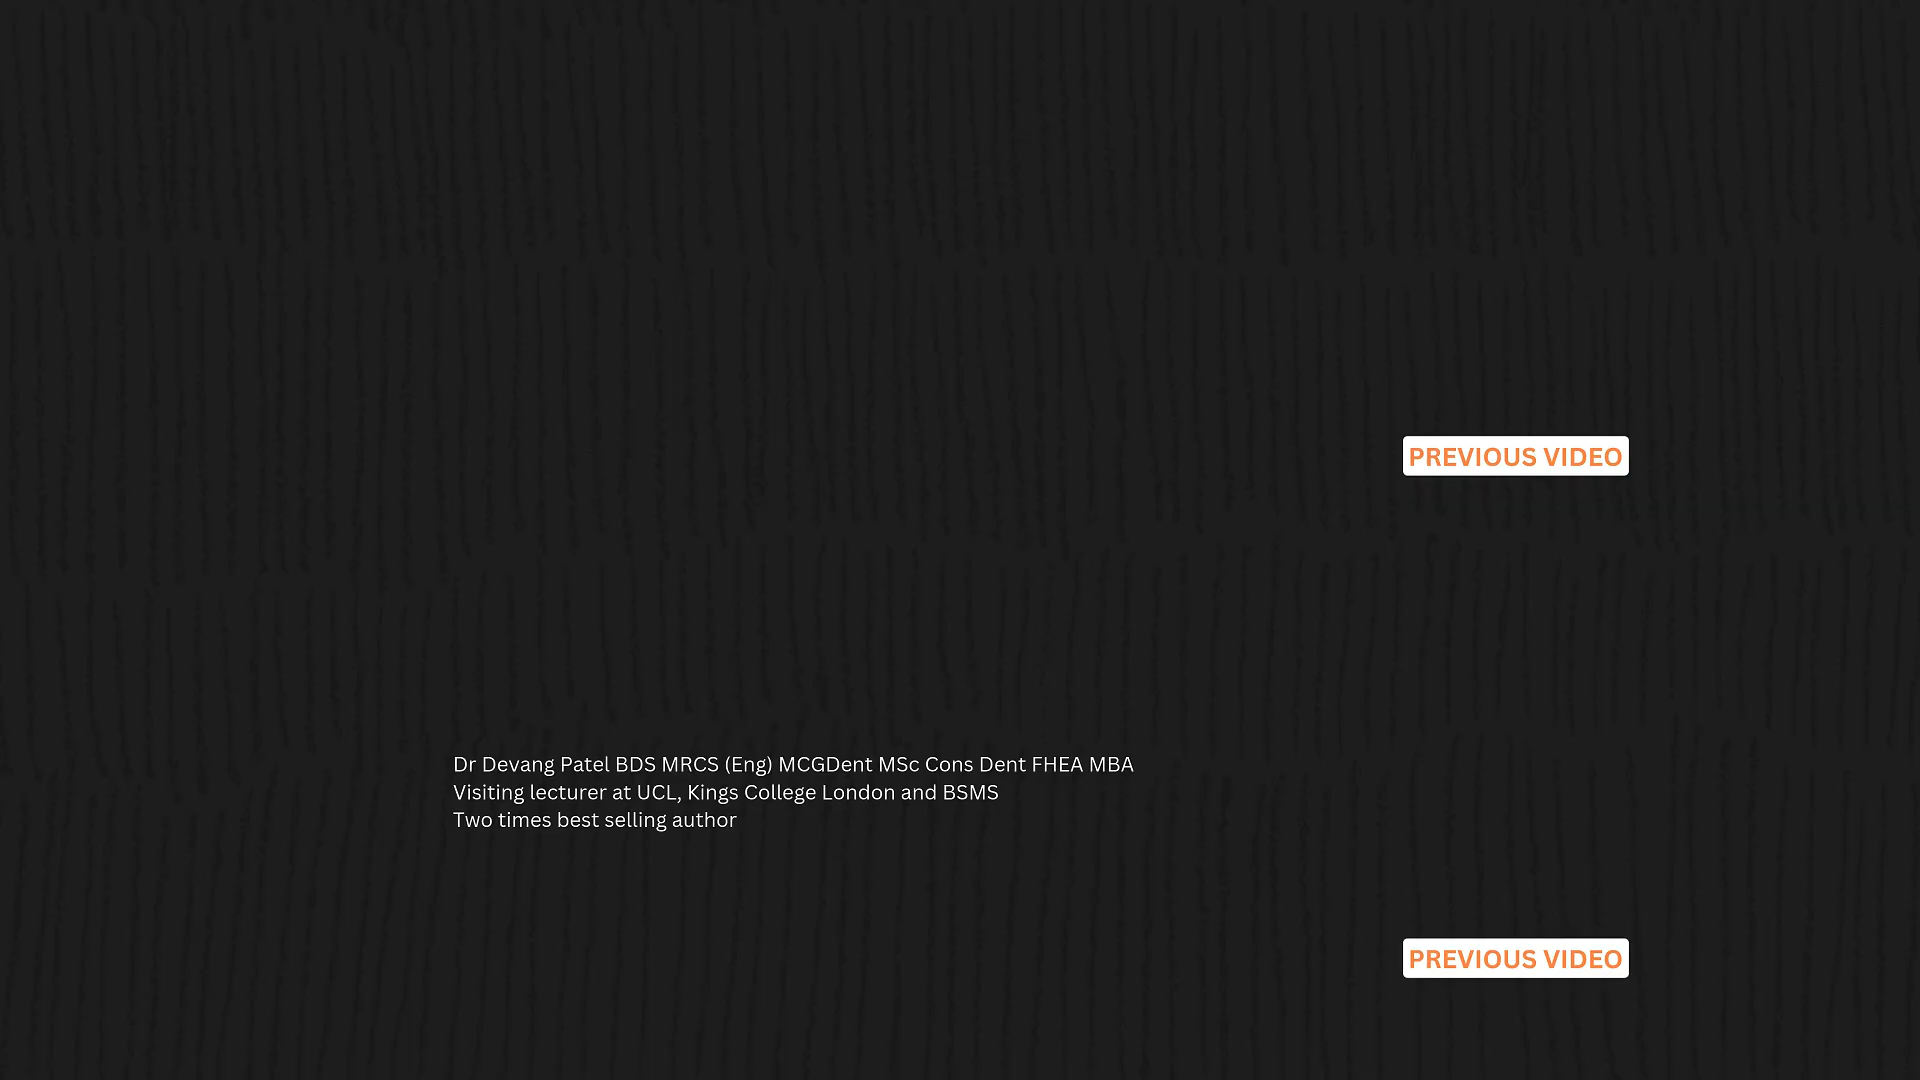 PREVIOUS VIDEO
Dr Devang Patel BDS MRCS (Eng) MCGDent MSc Cons Dent FHEA MBA
Visiting lecturer at UCL, Kings College London and BSMS
Two times best selling author
PREVIOUS VIDEO